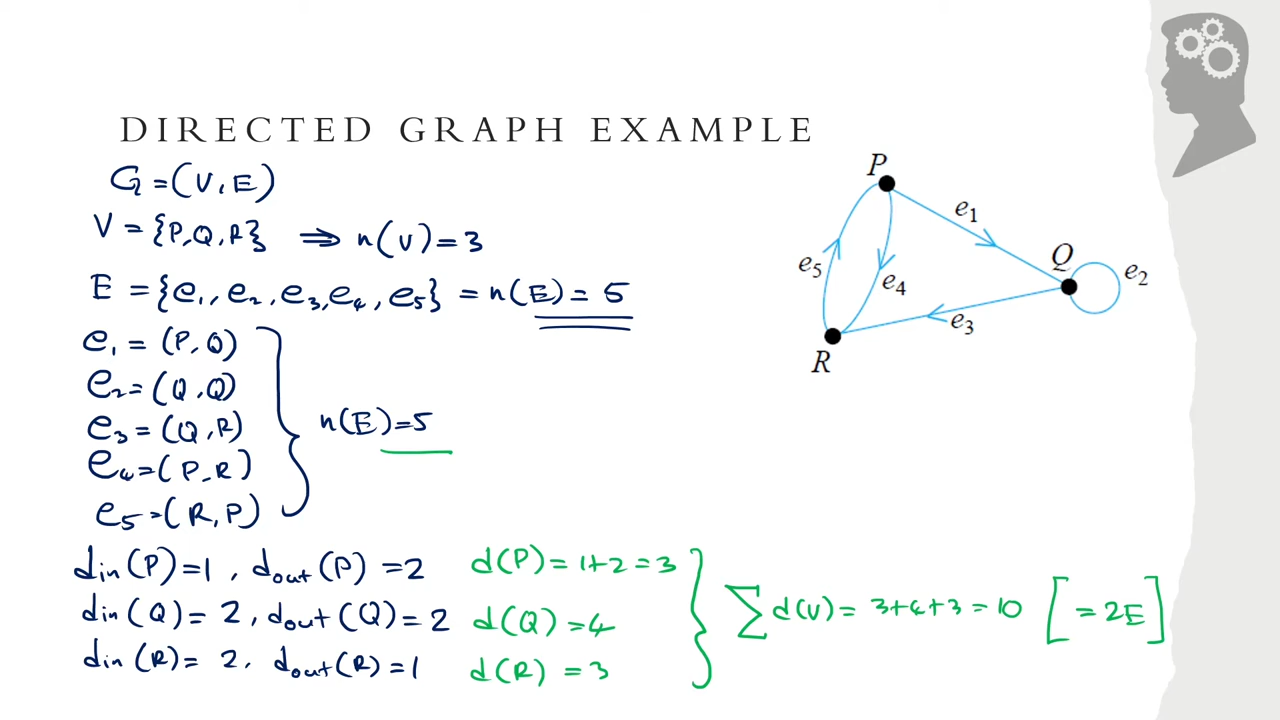 DIRECTED GRAPH EXAMPLE
G = (V, E)
V = {P, Q, R} ⇒ n(V) = 3
E = {e₁, e₂, e₃, e₄, e₅} = n(E) = 5
e₁ = (P, Q)
e₂ = (Q, Q)
e₃ = (Q, R)
e₄ = (P, R)
e₅ = (R, P)
n(E) = 5
din(P) = 1, dout(P) = 2 d(P) = 1+2 = 3
din(Q) = 2, dout(Q) = 2 d(Q) = 4
din(R) = 2, dout(R) = 1 d(R) = 3
∑ d(V) = 3+4+3 = 10 [= 2E]
P
e₁
Q
e₂
e₅
e₄
e₃
R